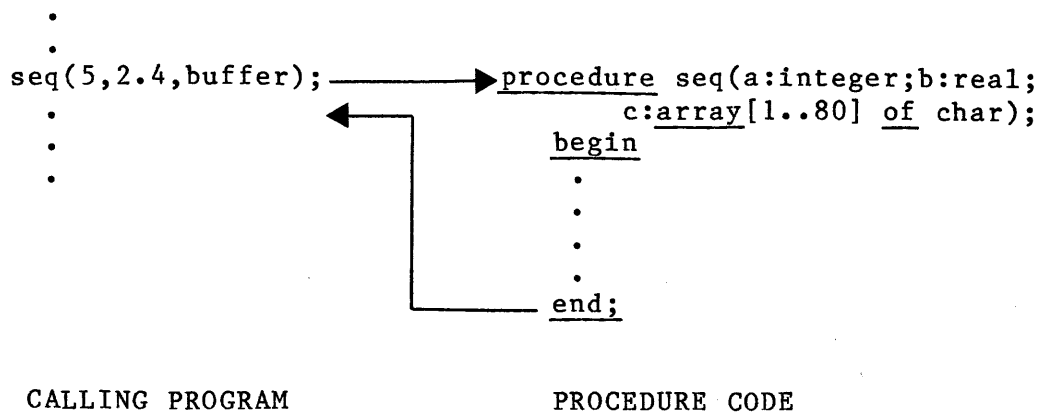 seq(5,2.4,buffer);
procedure seq(a:integer;b:real;
c:array[1..80] of char);
begin
end;
CALLING PROGRAM
PROCEDURE CODE